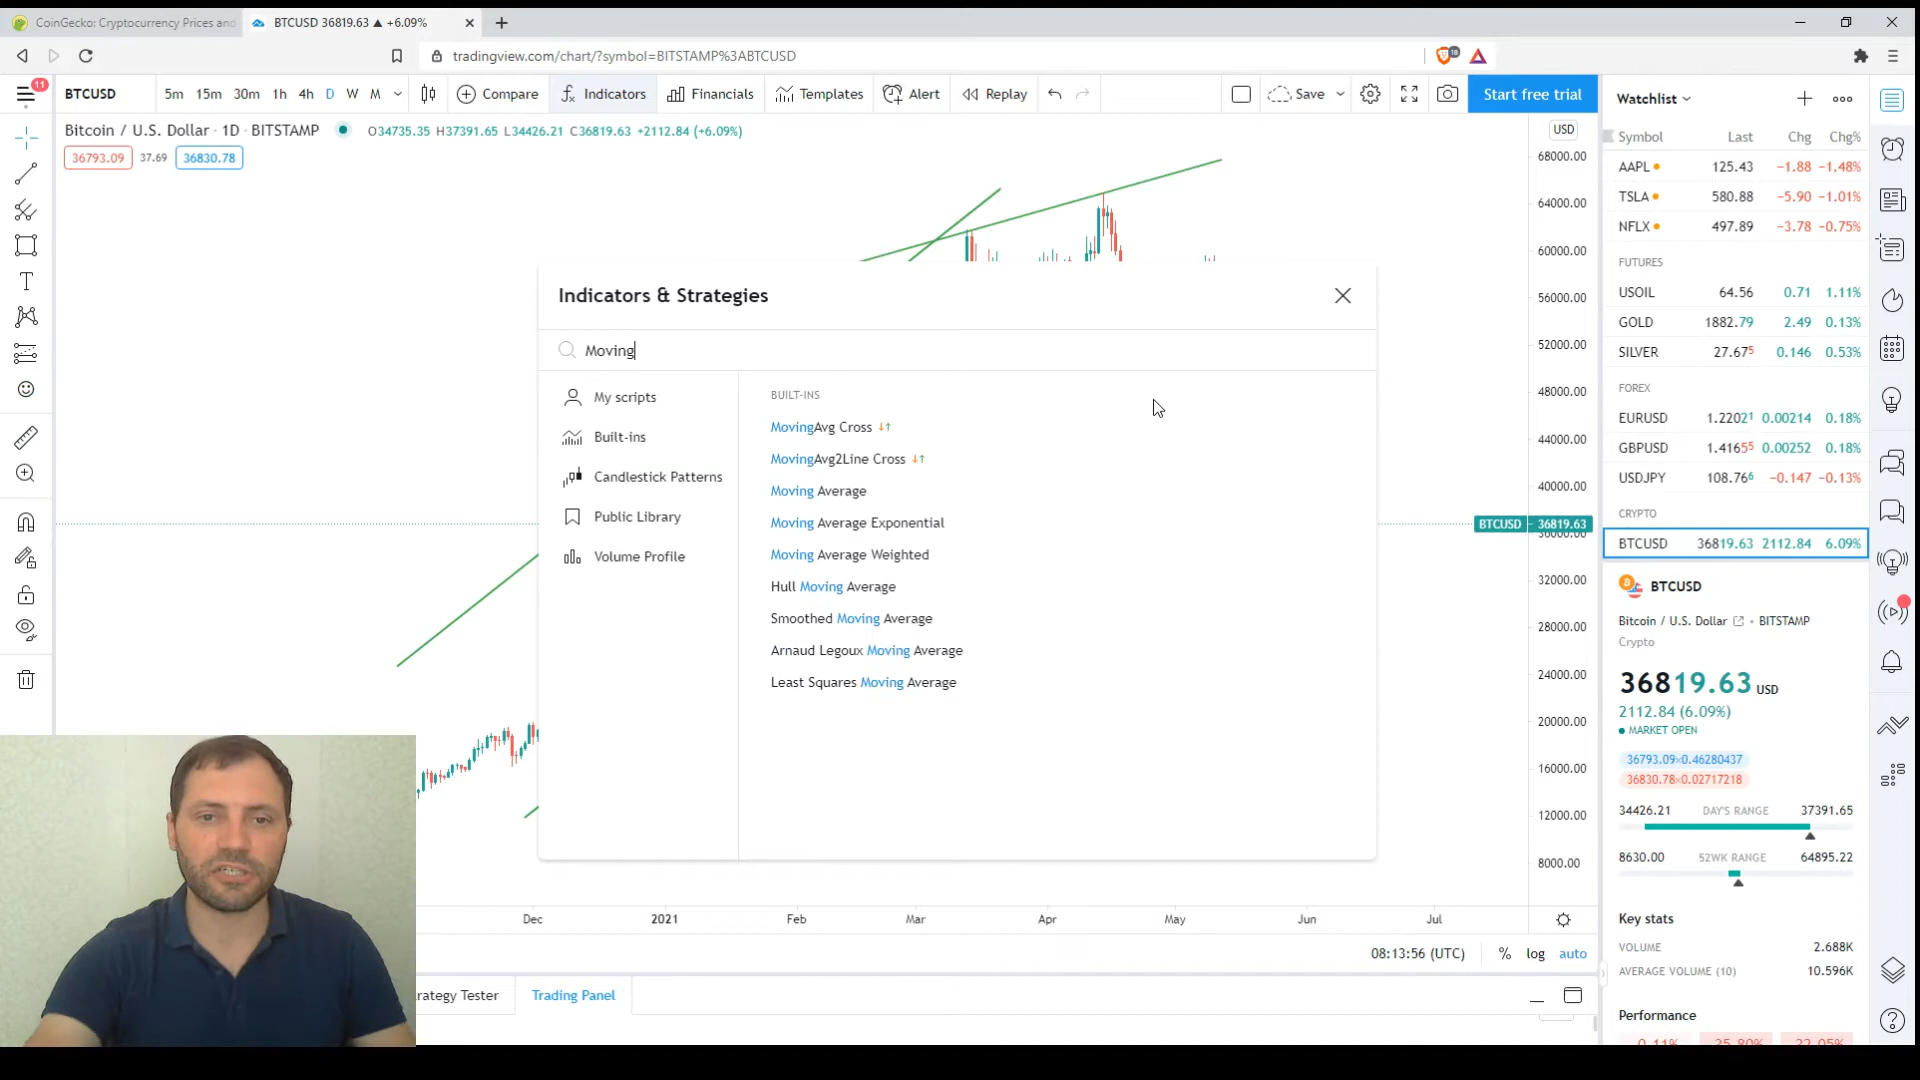 CoinGecko: Cryptocurrency Prices and
BTCUSD 36819.63 ▲ +6.09%
tradingview.com/chart/?symbol=BITSTAMP%3ABTCUSD
18
11
BTCUSD
5m 15m 30m 1h 4h D W M
Compare
Indicators
Financials
Templates
Alert
Replay
Save
Start free trial
Bitcoin / U.S. Dollar · 1D · BITSTAMP
O34735.35 H37391.65 L34426.21 C36819.63 +2112.84 (+6.09%)
36793.09 37.69 36830.78
USD
68000.00
64000.00
60000.00
56000.00
52000.00
48000.00
44000.00
40000.00
BTCUSD 36819.63
36000.00
32000.00
28000.00
24000.00
20000.00
16000.00
12000.00
8000.00
Indicators & Strategies
Moving
My scripts
Built-ins
Candlestick Patterns
Public Library
Volume Profile
BUILT-INS
MovingAvg Cross
MovingAvg2Line Cross
Moving Average
Moving Average Exponential
Moving Average Weighted
Hull Moving Average
Smoothed Moving Average
Arnaud Legoux Moving Average
Least Squares Moving Average
Dec 2021 Feb Mar Apr May Jun Jul
08:13:56 (UTC) % log auto
rategy Tester
Trading Panel
Watchlist
Symbol Last Chg Chg%
AAPL 125.43 −1.88 −1.48%
TSLA 580.88 −5.90 −1.01%
NFLX 497.89 −3.78 −0.75%
FUTURES
USOIL 64.56 0.71 1.11%
GOLD 1882.79 2.49 0.13%
SILVER 27.675 0.146 0.53%
FOREX
EURUSD 1.22021 0.00214 0.18%
GBPUSD 1.41655 0.00252 0.18%
USDJPY 108.766 −0.147 −0.13%
CRYPTO
BTCUSD 36819.63 2112.84 6.09%
BTCUSD
Bitcoin / U.S. Dollar • BITSTAMP
Crypto
36819.63 USD
2112.84 (6.09%)
MARKET OPEN
36793.09×0.46280437
36830.78×0.02717218
34426.21 DAY'S RANGE 37391.65
8630.00 52WK RANGE 64895.22
Key stats
VOLUME 2.688K
AVERAGE VOLUME (10) 10.596K
Performance
0.11% 25.80% 22.05%